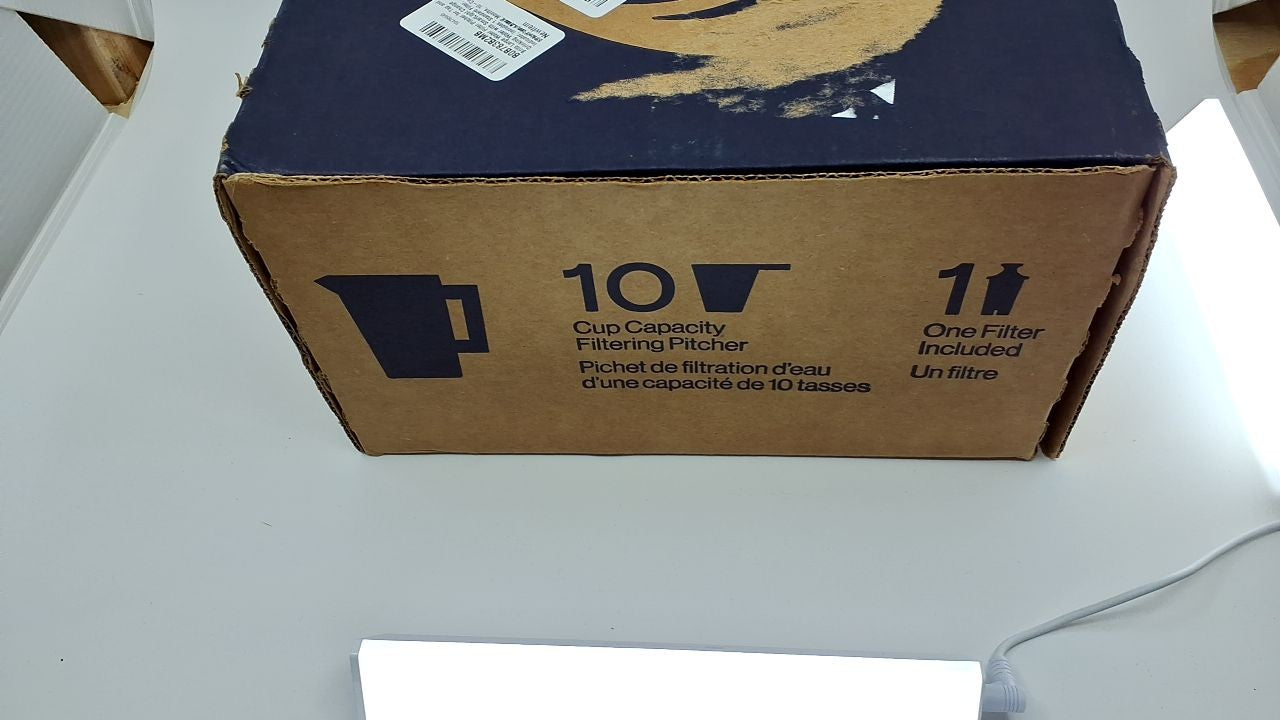 10
Cup Capacity
Filtering Pitcher
Pichet de filtration d'eau
d'une capacité de 10 tasses
1
One Filter
Included
Un filtre